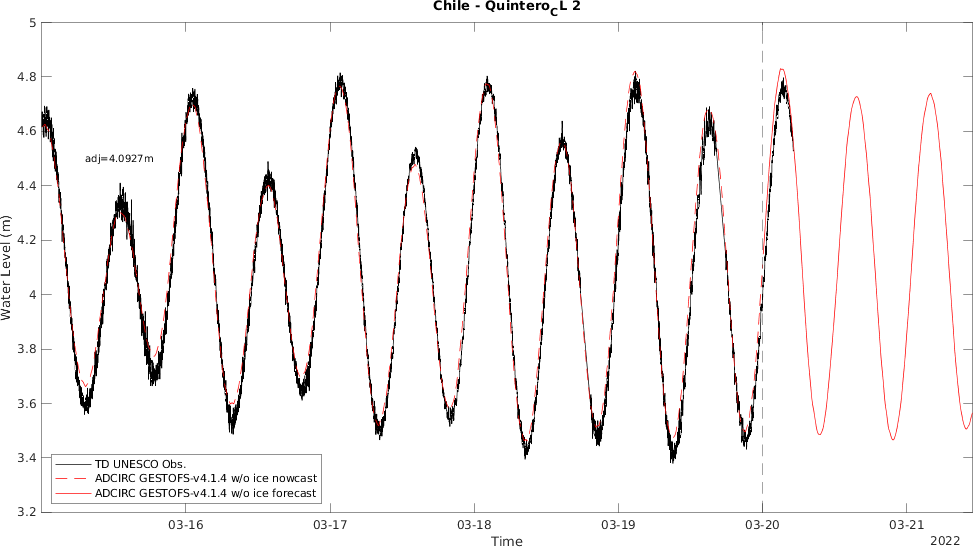 Chile - Quintero_CL 2
5
4.8
4.6
4.4
4.2
4
3.8
3.6
3.4
3.2
Water Level (m)
adj=4.0927m
TD UNESCO Obs.
ADCIRC GESTOFS-v4.1.4 w/o ice nowcast
ADCIRC GESTOFS-v4.1.4 w/o ice forecast
03-16 03-17 03-18 03-19 03-20 03-21
Time
2022